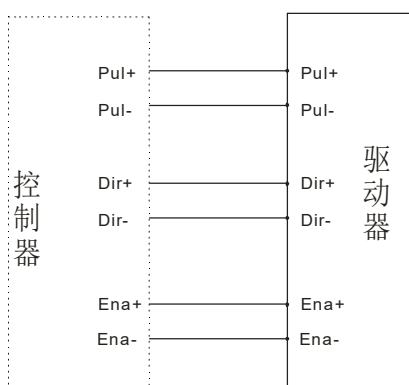 Pul+
Pul+
Pul-
Pul-
Dir+
Dir+
Dir-
Dir-
控制器
驱动器
Ena+
Ena+
Ena-
Ena-